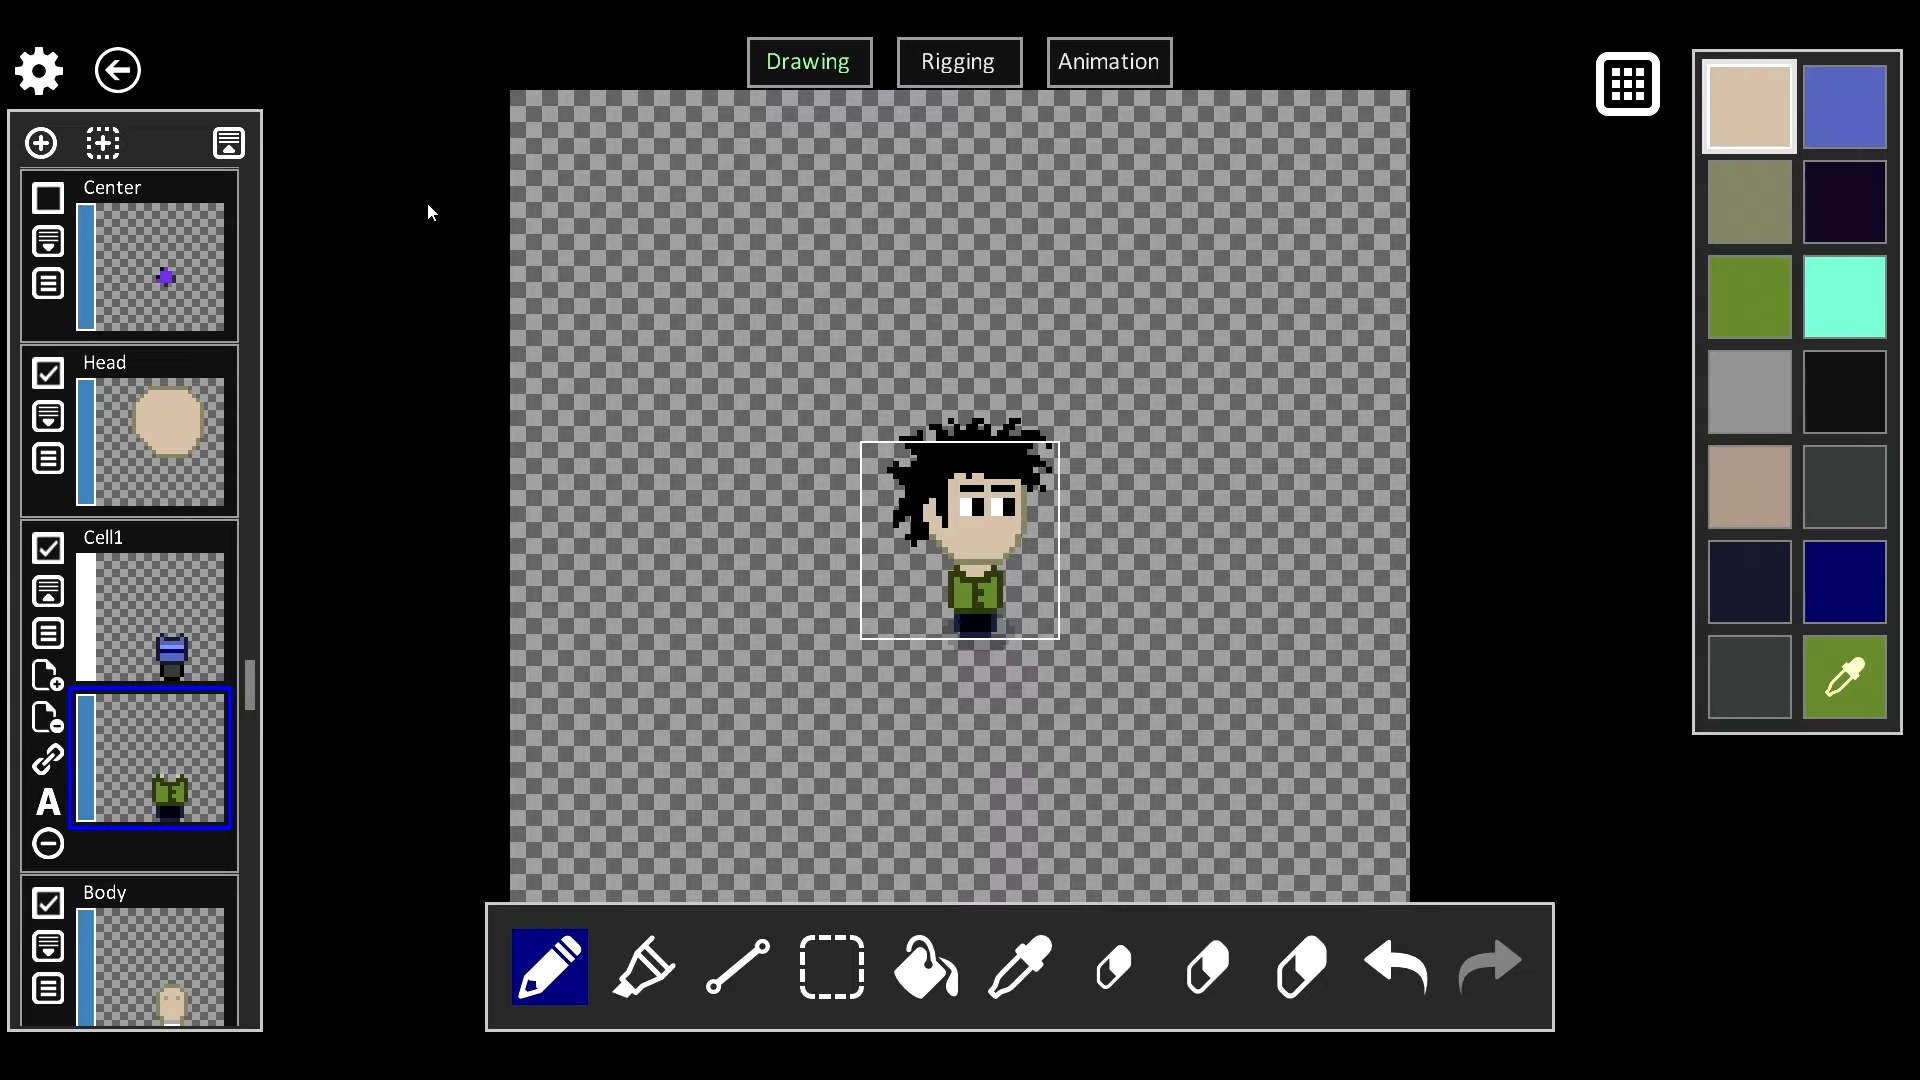 Drawing
Rigging
Animation
Center
Head
Cell1
A
Body